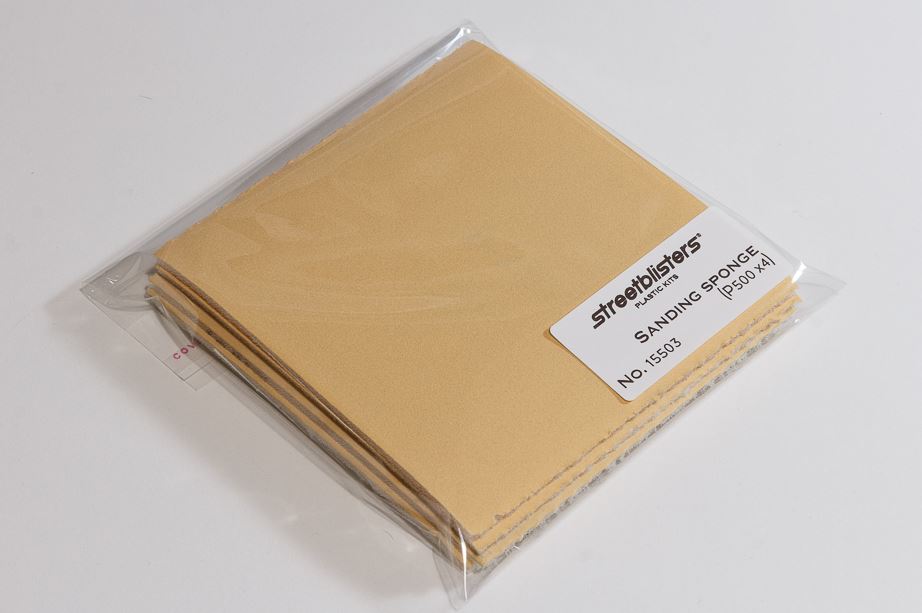 streetblisters®
PLASTIC KITS
SANDING SPONGE
(P500 x4)
No. 15503